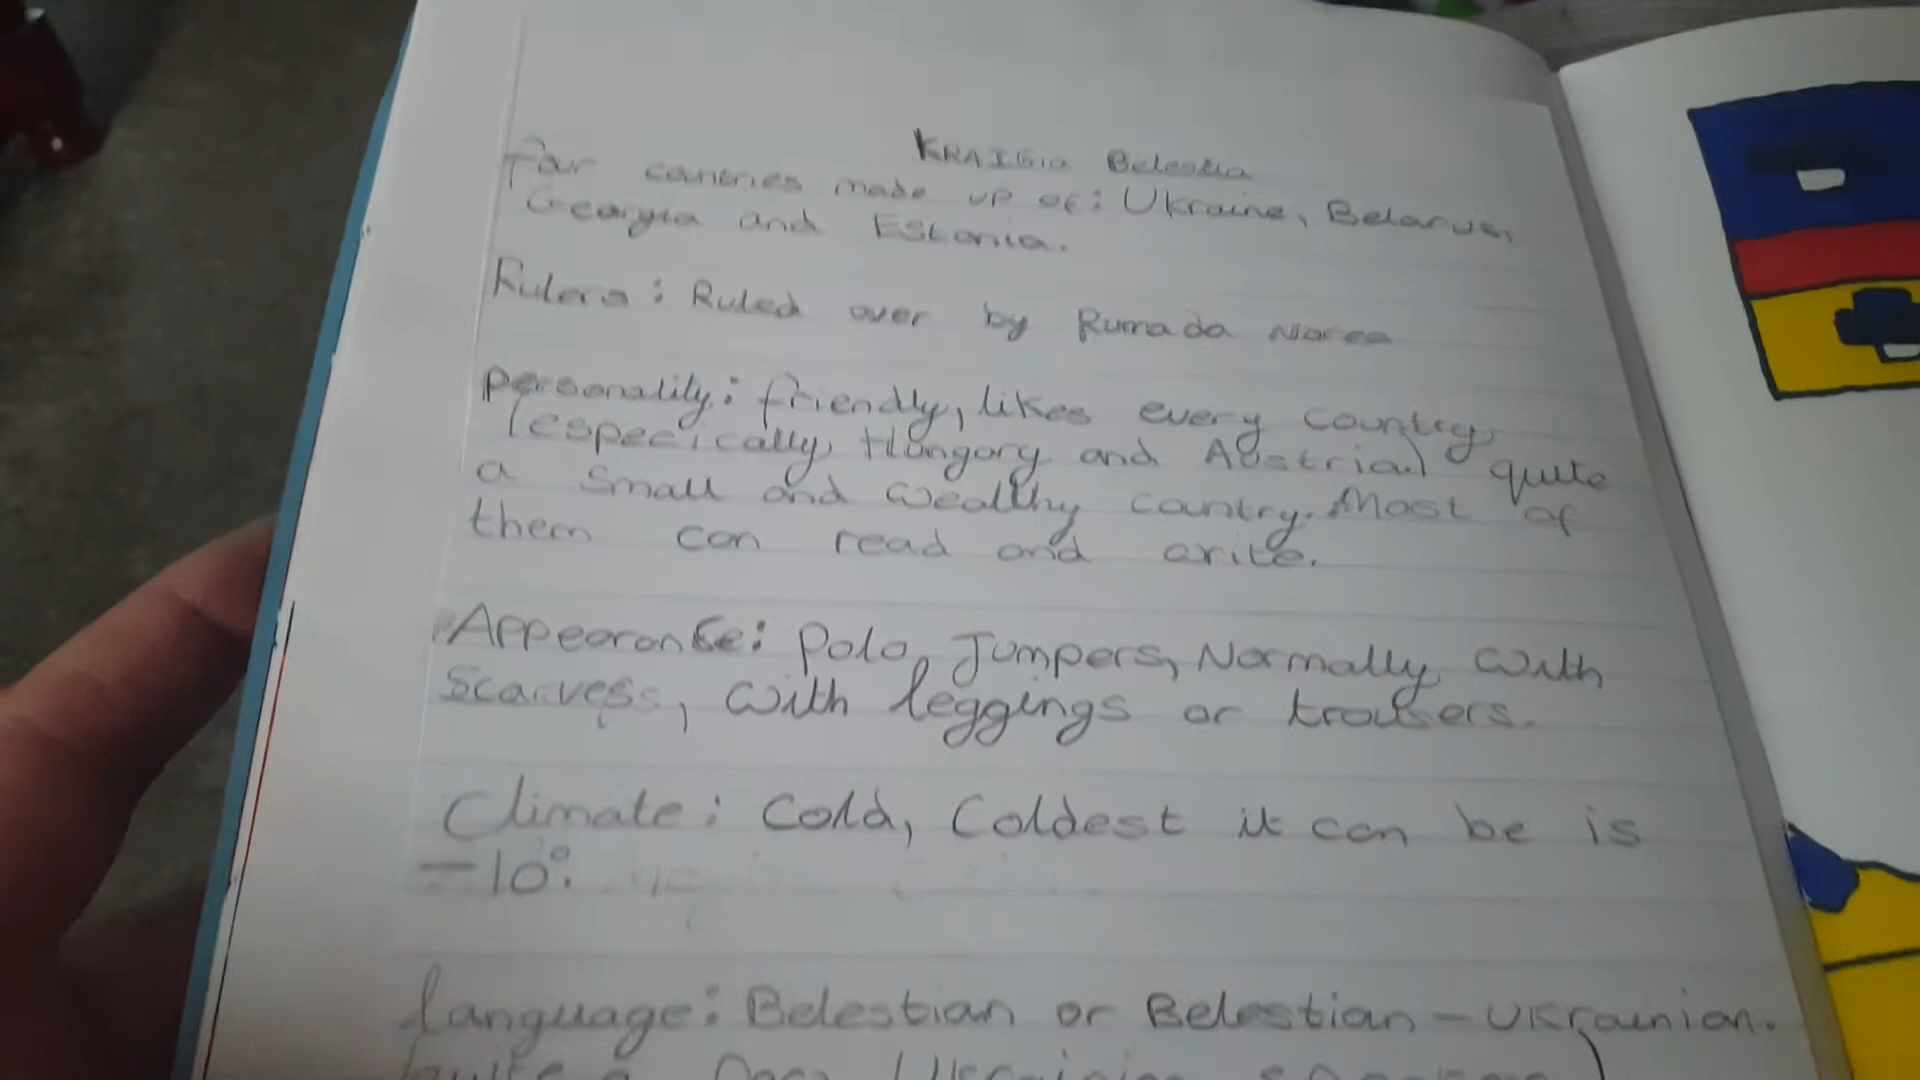 KRAIGia Belestia
Four countries made up of: Ukraine, Belarus,
Georgia and Estonia.
Rulers: Ruled over by Rumada Norea
personality: friendly, likes every country
(especically Hungary and Austria.) quite
a small and wealthy country. Most of
them can read and write.
Appearance: Polo Jumpers, Normally with
Scarvess, with leggings or trousers.
Climate: Cold, Coldest it can be is
-10°.
language: Belestian or Belestian-Ukrainian.